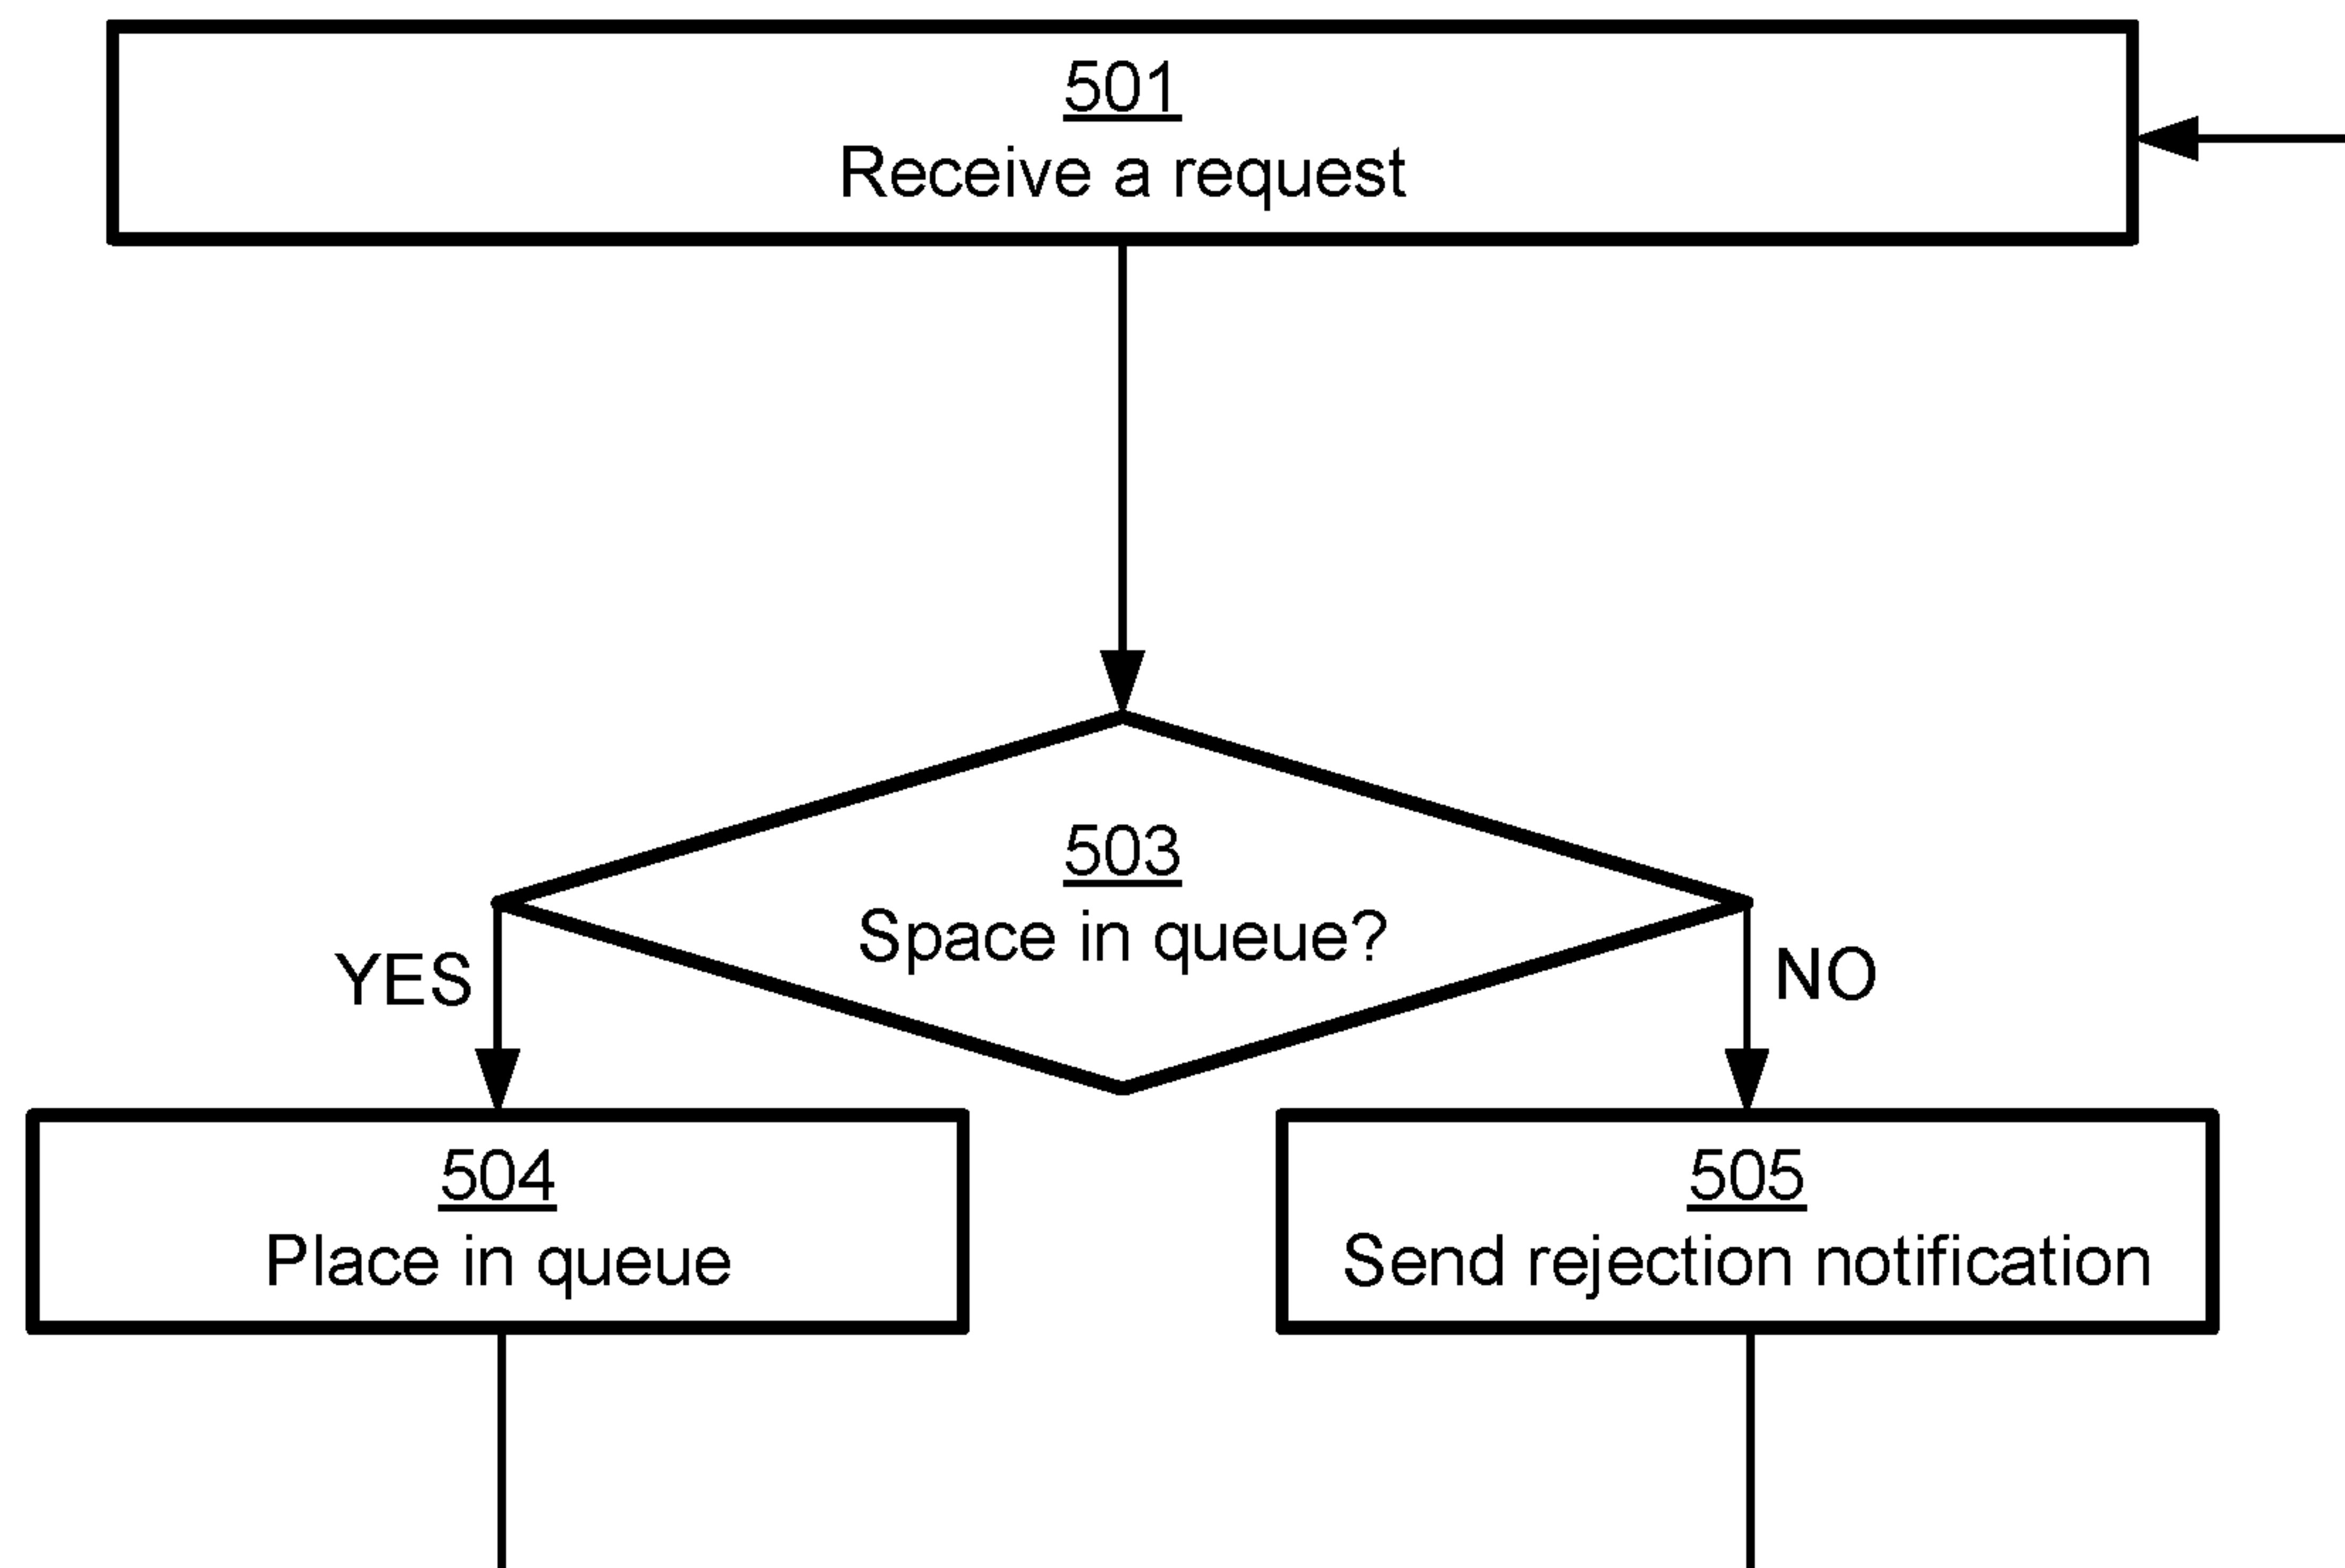 501
Receive a request
503
Space in queue?
YES
NO
504
Place in queue
505
Send rejection notification